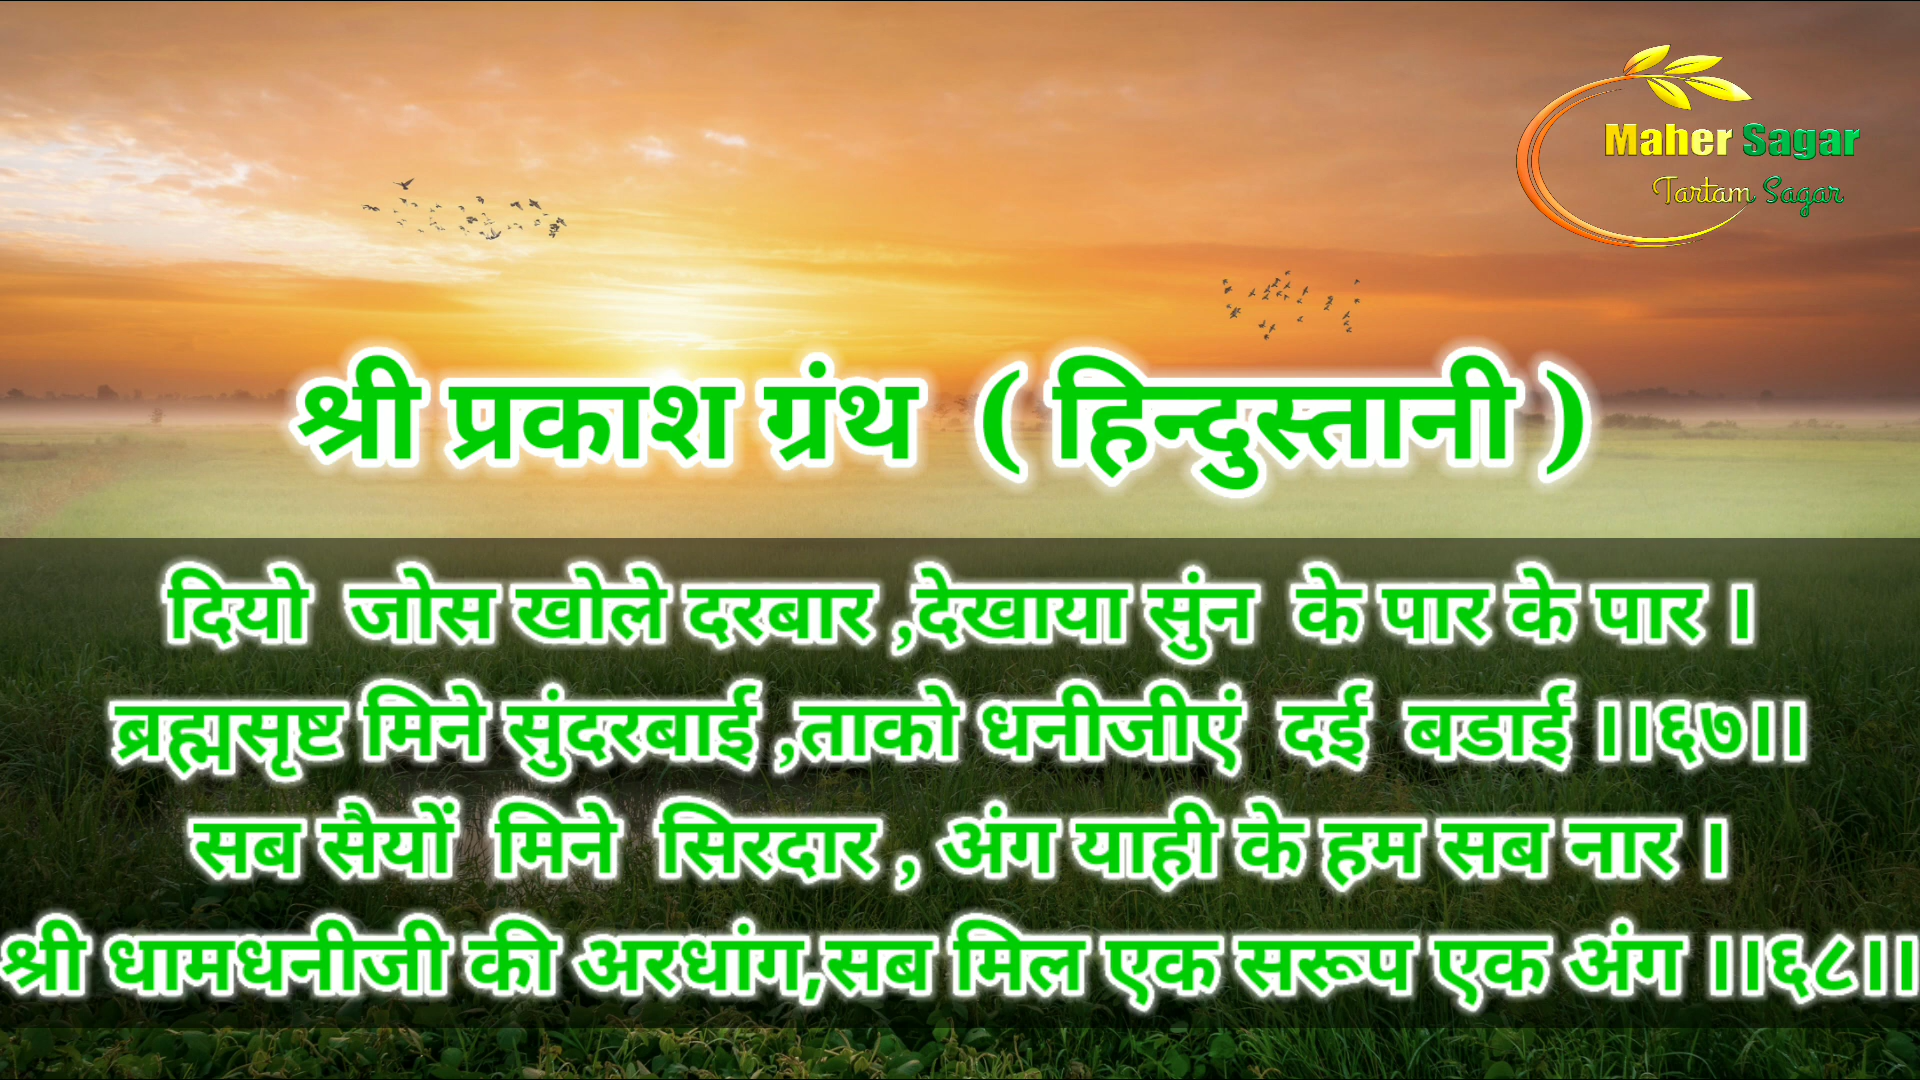 Maher Sagar
Tartam Sagar
श्री प्रकाश ग्रंथ ( हिन्दुस्तानी )
दियो जोस खोले दरबार ,देखाया सुंन के पार के पार ।
ब्रह्मसृष्ट मिने सुंदरबाई ,ताको धनीजीएं दई बडाई ।।६७।।
सब सैयों मिने सिरदार , अंग याही के हम सब नार ।
श्री धामधनीजी की अरधांग,सब मिल एक सरूप एक अंग ।।६८।।